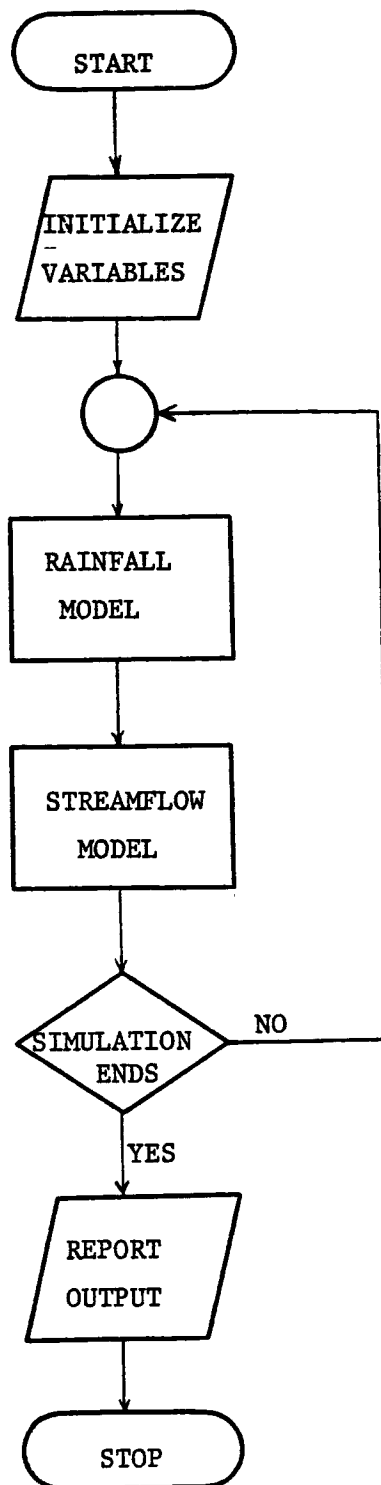 START
INITIALIZE
VARIABLES
RAINFALL
MODEL
STREAMFLOW
MODEL
SIMULATION
ENDS
NO
YES
REPORT
OUTPUT
STOP